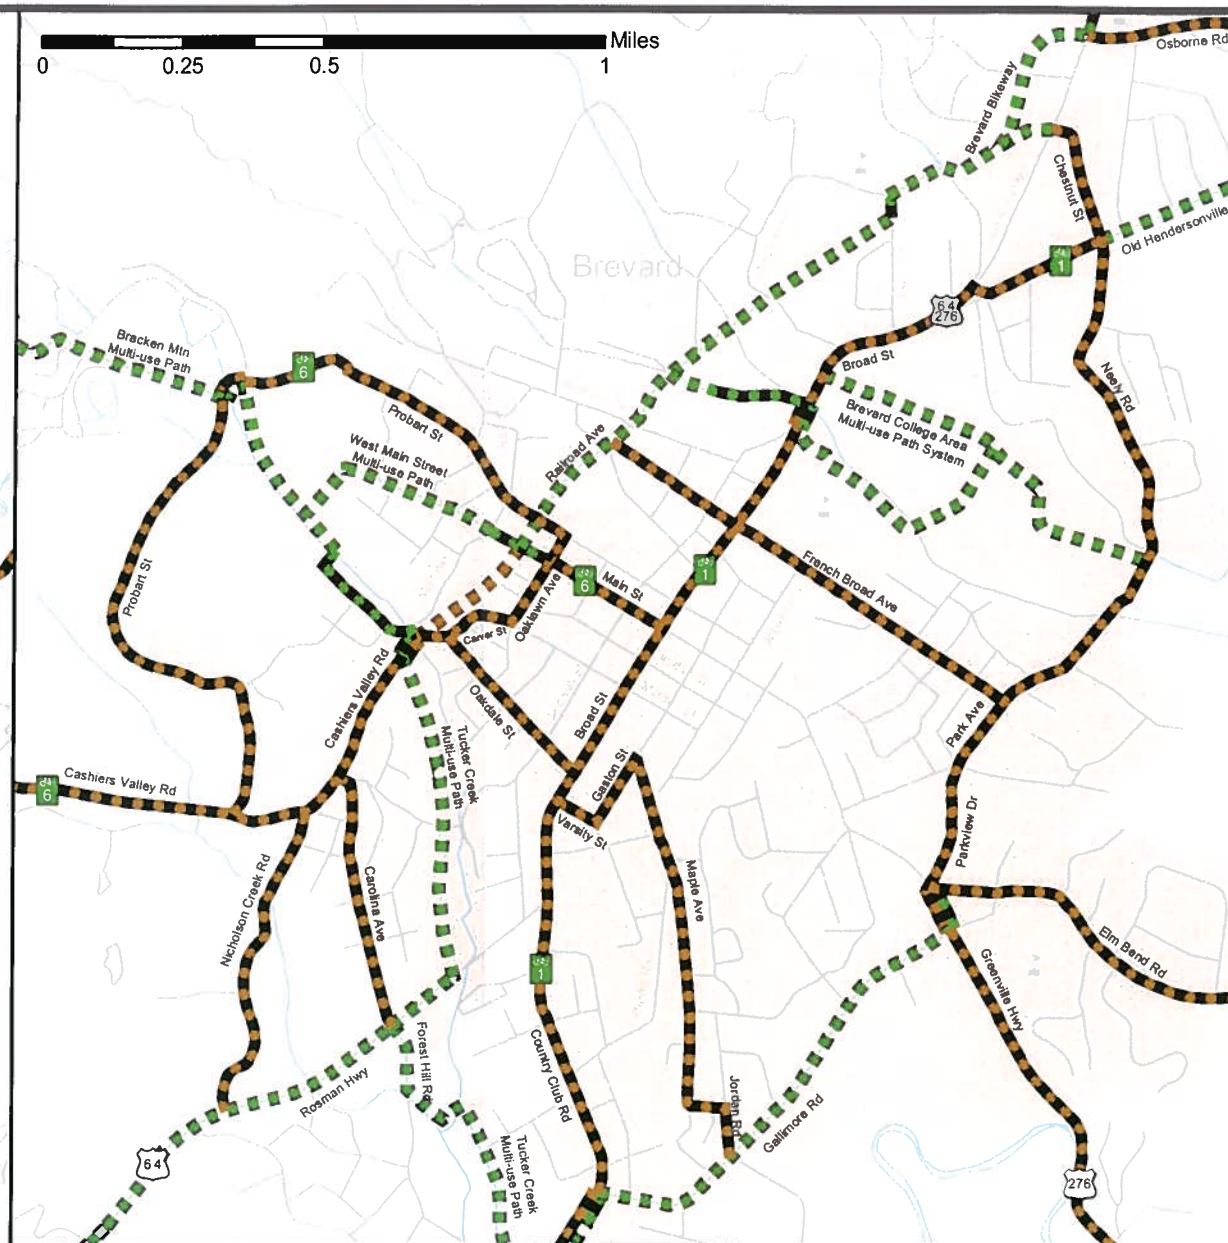 Miles
0 0.25 0.5 1
Osborne Rd
Brevard Bikeway
Chestnut St
Old Hendersonville
1
Brevard
64
276
Bracken Mtn
Multi-use Path
6
Broad St
Neely Rd
Probart St
Brevard College Area
Multi-use Path System
Railroad Ave
West Main Street
Multi-use Path
French Broad Ave
1
6
Main St
Probart St
Oaklawn Ave
Carver St
Cashiers Valley Rd
Oakdale St
Broad St
Park Ave
Tucker Creek
Multi-use Path
Gaston St
6
Cashiers Valley Rd
Varsity St
Parkview Dr
Nicholson Creek Rd
Carolina Ave
Maple Ave
Elm Bend Rd
1
Greenville Hwy
Forest Hill Rd
Country Club Rd
Rosman Hwy
Jordan Rd
Gallimore Rd
64
Tucker Creek
Multi-use Path
276